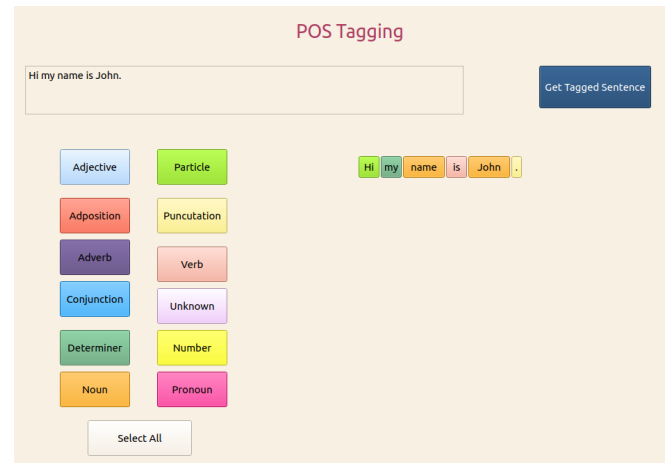 POS Tagging
Hi my name is John.
Get Tagged Sentence
Adjective Particle
Hi my name is John .
Adposition Puncutation
Adverb Verb
Conjunction Unknown
Determiner Number
Noun Pronoun
Select All